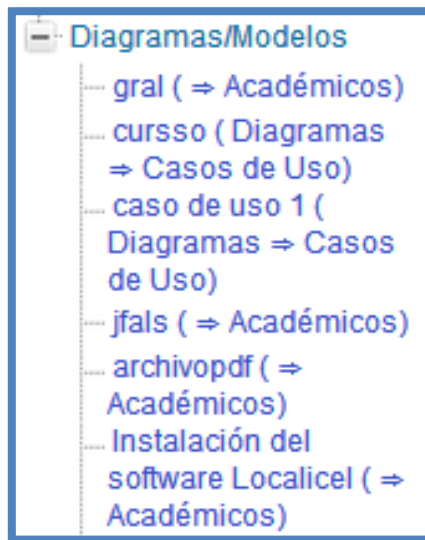 Diagramas/Modelos
gral ( ⇒ Académicos)
cursso ( Diagramas
⇒ Casos de Uso)
caso de uso 1 (
Diagramas ⇒ Casos
de Uso)
jfals ( ⇒ Académicos)
archivopdf ( ⇒
Académicos)
Instalación del
software Localicel ( ⇒
Académicos)